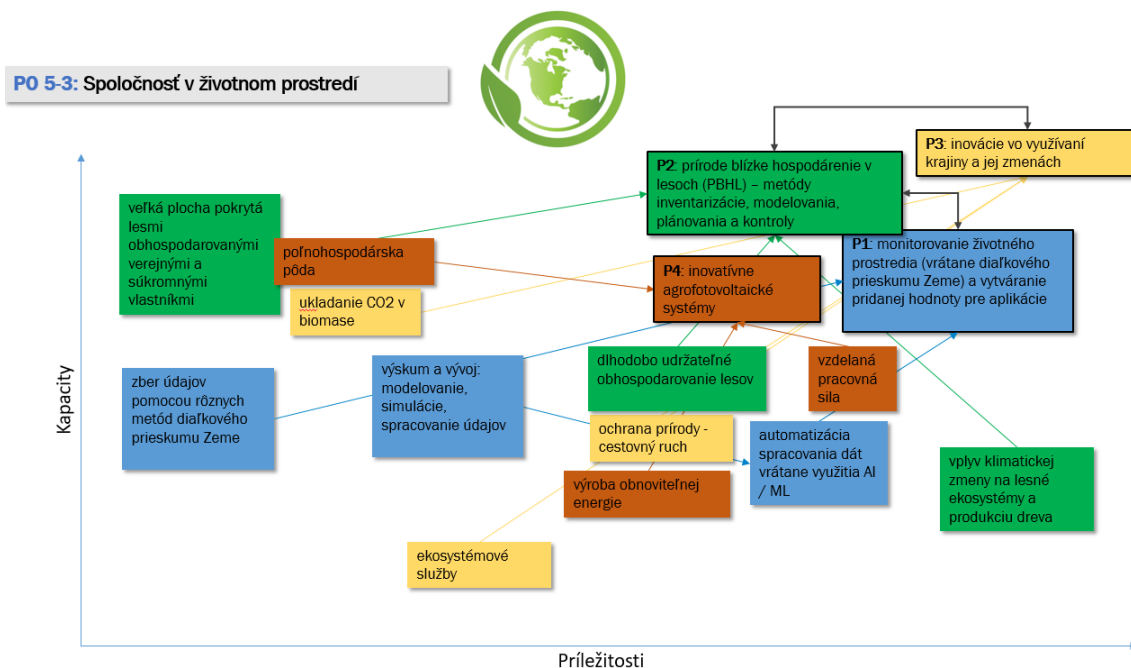 PO 5-3: Spoločnosť v životnom prostredí
P3: inovácie vo využívaní
krajiny a jej zmenách
P2: prírode blízke hospodárenie v
lesoch (PBHL) – metódy
inventarizácie, modelovania,
plánovania a kontroly
veľká plocha pokrytá
lesmi
obhospodarovanými
verejnými a
súkromnými
vlastníkmi
poľnohospodárska
pôda
P1: monitorovanie životného
prostredia (vrátane diaľkového
prieskumu Zeme) a vytváranie
pridanej hodnoty pre aplikácie
P4: inovatívne
agrofotovoltaické
systémy
ukladanie CO2 v
biomase
dlhodobo udržateľné
obhospodarovanie lesov
vzdelaná
pracovná
sila
zber údajov
pomocou rôznych
metód diaľkového
prieskumu Zeme
výskum a vývoj:
modelovanie,
simulácie,
spracovanie údajov
ochrana prírody -
cestovný ruch
automatizácia
spracovania dát
vrátane využitia AI
/ ML
vplyv klimatickej
zmeny na lesné
ekosystémy a
produkciu dreva
výroba obnoviteľnej
energie
ekosystémové
služby
Kapacity
Príležitosti